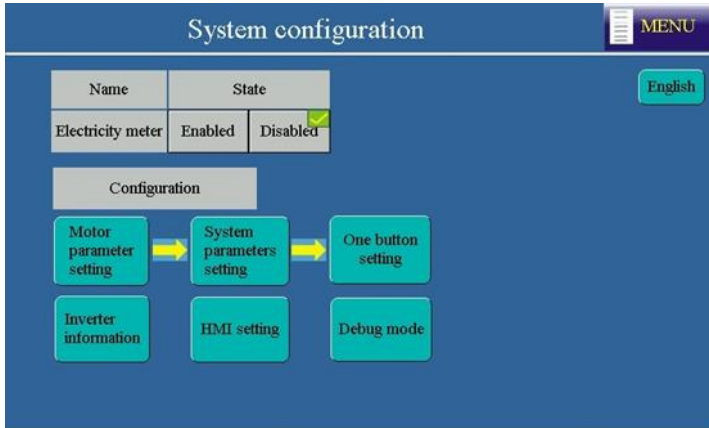 System configuration
MENU
English
Name
State
Electricity meter
Enabled
Disabled
Configuration
Motor
parameter
setting
System
parameters
setting
One button
setting
Inverter
information
HMI setting
Debug mode